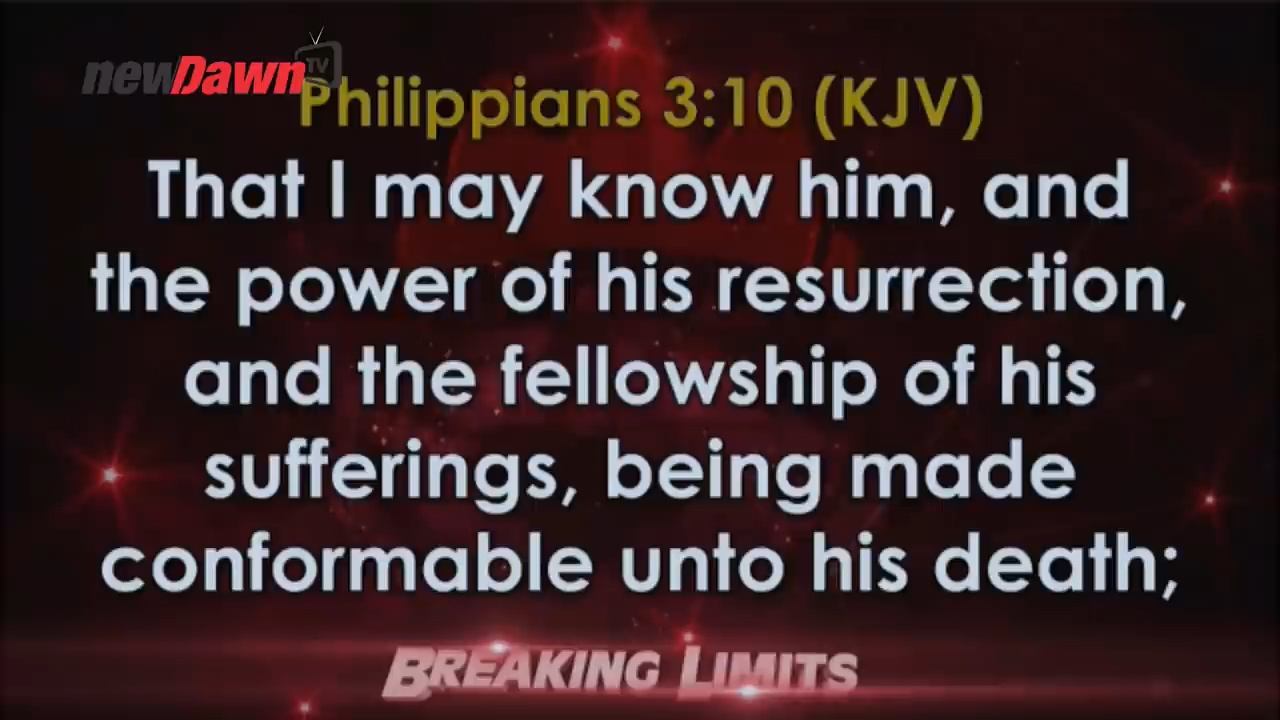 newDawn TV
Philippians 3:10 (KJV)
That I may know him, and
the power of his resurrection,
and the fellowship of his
sufferings, being made
conformable unto his death;
BREAKING LIMITS